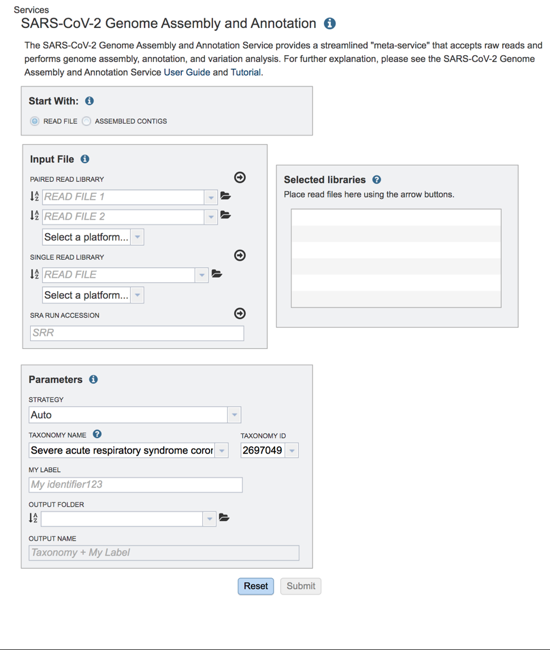 Services
SARS-CoV-2 Genome Assembly and Annotation
The SARS-CoV-2 Genome Assembly and Annotation Service provides a streamlined "meta-service" that accepts raw reads and
performs genome assembly, annotation, and variation analysis. For further explanation, please see the SARS-CoV-2 Genome
Assembly and Annotation Service User Guide and Tutorial.
Start With:
READ FILE ASSEMBLED CONTIGS
Input File
PAIRED READ LIBRARY
READ FILE 1
READ FILE 2
Select a platform...
SINGLE READ LIBRARY
READ FILE
Select a platform...
SRA RUN ACCESSION
SRR
Selected libraries
Place read files here using the arrow buttons.
Parameters
STRATEGY
Auto
TAXONOMY NAME TAXONOMY ID
Severe acute respiratory syndrome coror 2697049
MY LABEL
My identifier123
OUTPUT FOLDER
OUTPUT NAME
Taxonomy + My Label
Reset Submit